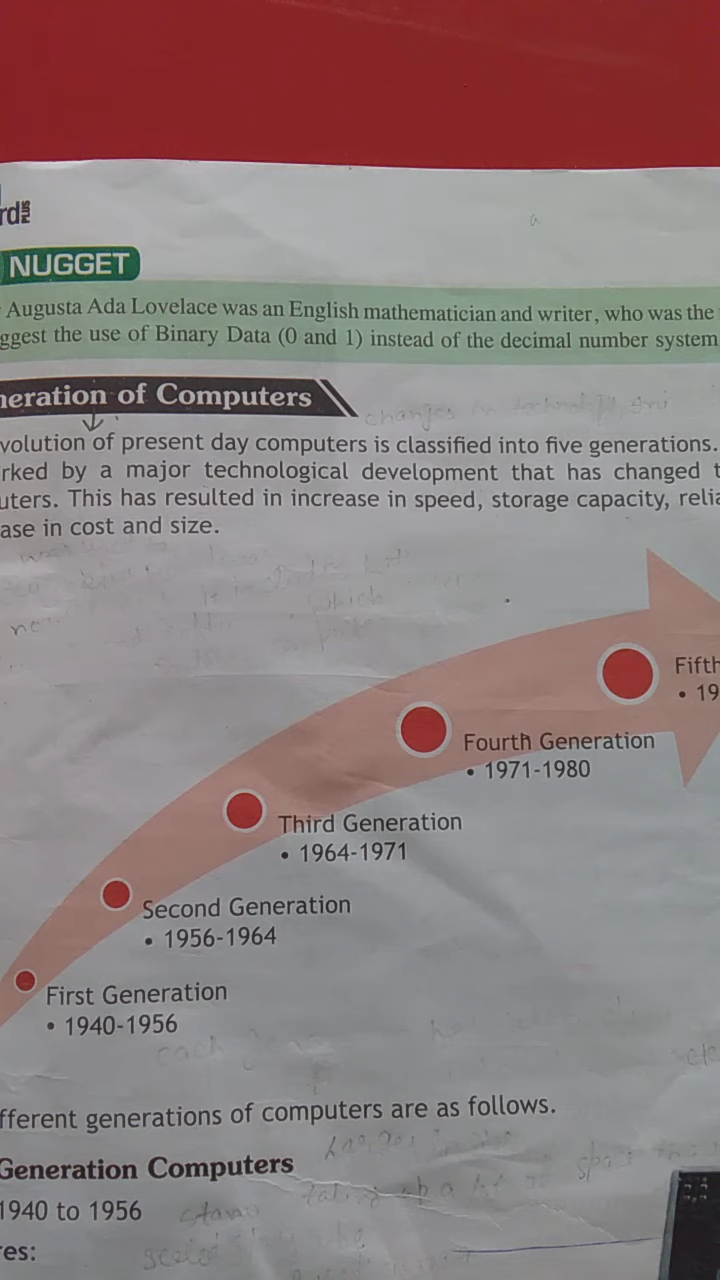 rd PLUS
NUGGET
Augusta Ada Lovelace was an English mathematician and writer, who was the
ggest the use of Binary Data (0 and 1) instead of the decimal number system
neration of Computers
changes in
volution of present day computers is classified into five generations.
rked by a major technological development that has changed t
uters. This has resulted in increase in speed, storage capacity, relia
ase in cost and size.
which
Fifth
• 19
Fourth Generation
• 1971-1980
Third Generation
• 1964-1971
Second Generation
• 1956-1964
First Generation
• 1940-1956
each
fferent generations of computers are as follows.
Generation Computers
1940 to 1956
res: